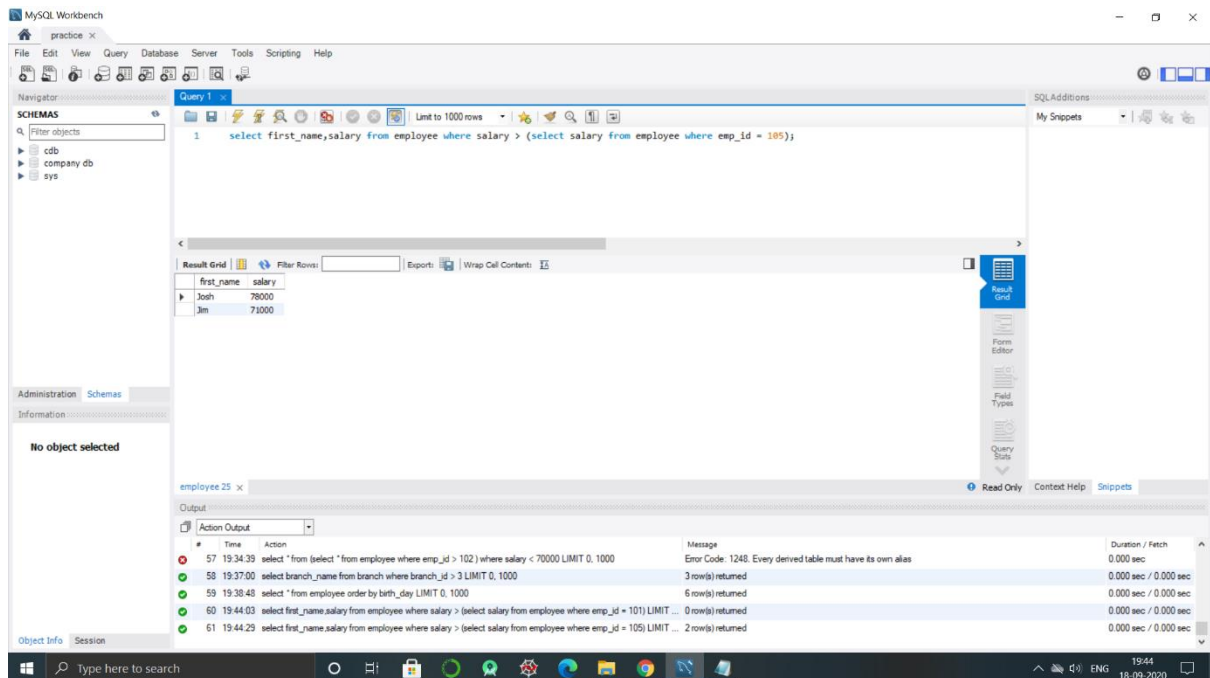 MySQL Workbench
practice ×
File Edit View Query Database Server Tools Scripting Help
Navigator
SCHEMAS
Filter objects
cdb
company db
sys
Administration Schemas
Information
No object selected
Object Info Session
Query 1 ×
Limit to 1000 rows
1 select first_name,salary from employee where salary > (select salary from employee where emp_id = 105);
Result Grid Filter Rows: Export: Wrap Cell Content:
first_name salary
Josh 78000
Jim 71000
Result Grid
Form Editor
Field Types
Query Stats
employee 25 ×
Read Only
SQLAdditions
My Snippets
Context Help Snippets
Output
Action Output
# Time Action Message Duration / Fetch
57 19:34:39 select * from (select * from employee where emp_id > 102 ) where salary < 70000 LIMIT 0, 1000 Error Code: 1248. Every derived table must have its own alias 0.000 sec
58 19:37:00 select branch_name from branch where branch_id > 3 LIMIT 0, 1000 3 row(s) returned 0.000 sec / 0.000 sec
59 19:38:48 select * from employee order by birth_day LIMIT 0, 1000 6 row(s) returned 0.000 sec / 0.000 sec
60 19:44:03 select first_name,salary from employee where salary > (select salary from employee where emp_id = 101) LIMIT ... 0 row(s) returned 0.000 sec / 0.000 sec
61 19:44:29 select first_name,salary from employee where salary > (select salary from employee where emp_id = 105) LIMIT ... 2 row(s) returned 0.000 sec / 0.000 sec
Type here to search
ENG
19:44
18-09-2020